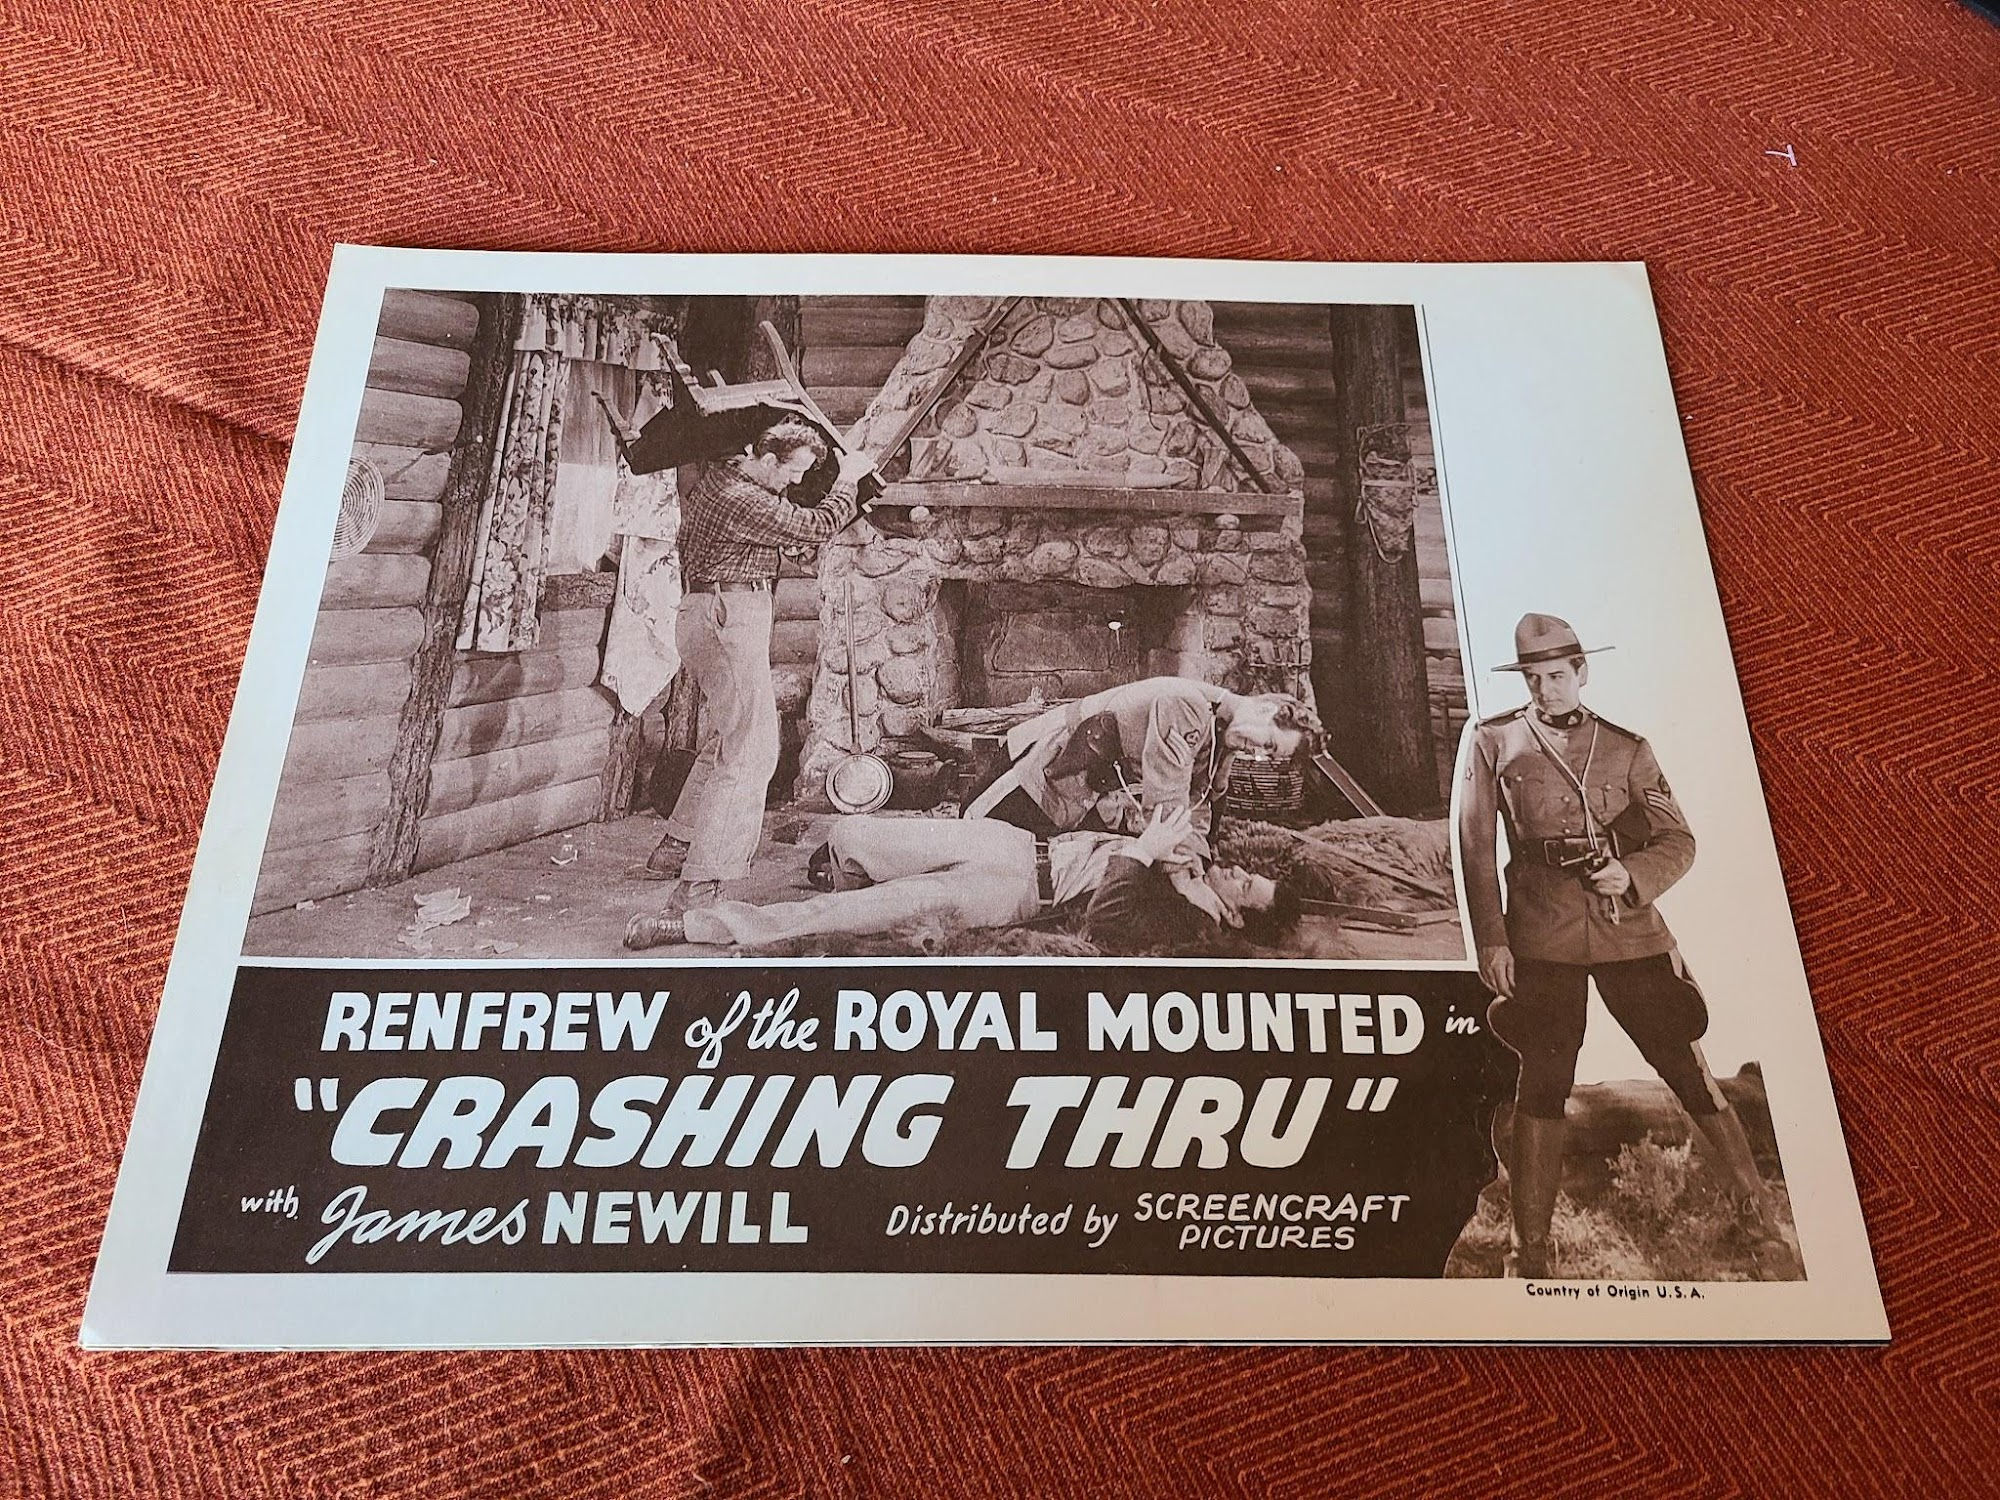 RENFREW of the ROYAL MOUNTED in
"CRASHING THRU"
with James NEWILL Distributed by SCREENCRAFT
PICTURES
Country of Origin U.S.A.